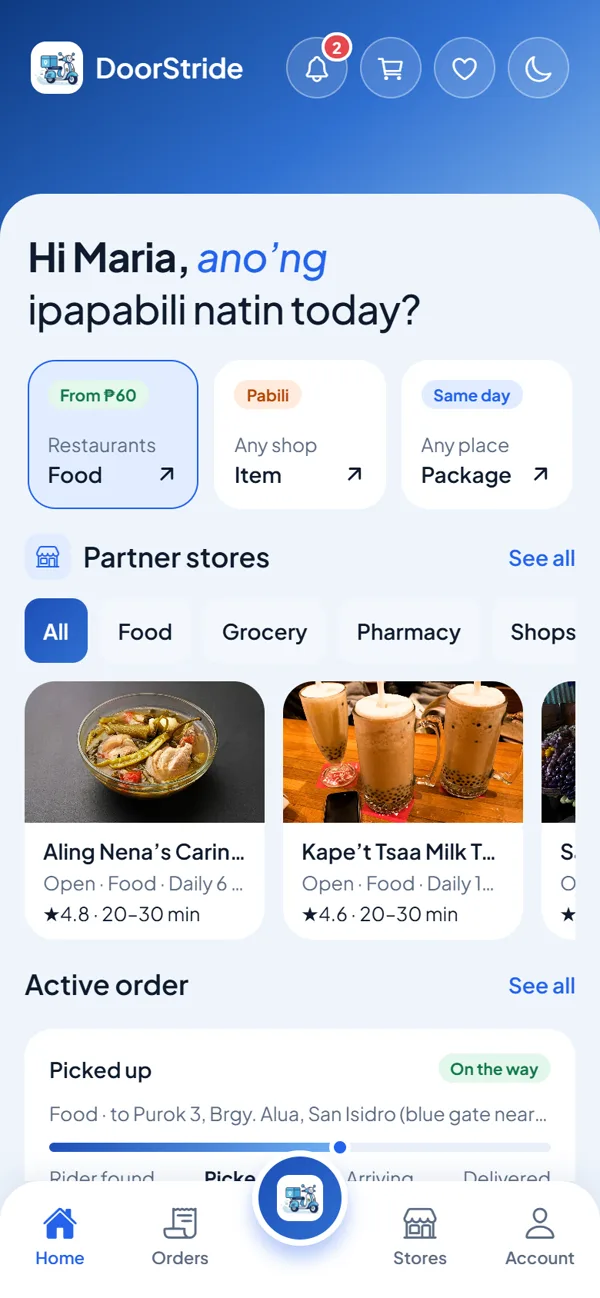 2
DoorStride
Hi Maria, ano’ng
ipapabili natin today?
From ₱60
Restaurants
Food
Pabili
Any shop
Item
Same day
Any place
Package
Partner stores
See all
All
Food
Grocery
Pharmacy
Shops
Aling Nena’s Carin…
Open · Food · Daily 6 …
★4.8 · 20–30 min
Kape’t Tsaa Milk T…
Open · Food · Daily 1…
★4.6 · 20–30 min
Active order
See all
Picked up
On the way
Food · to Purok 3, Brgy. Alua, San Isidro (blue gate near…
Rider found
Picke
Arriving
Delivered
Home
Orders
Stores
Account